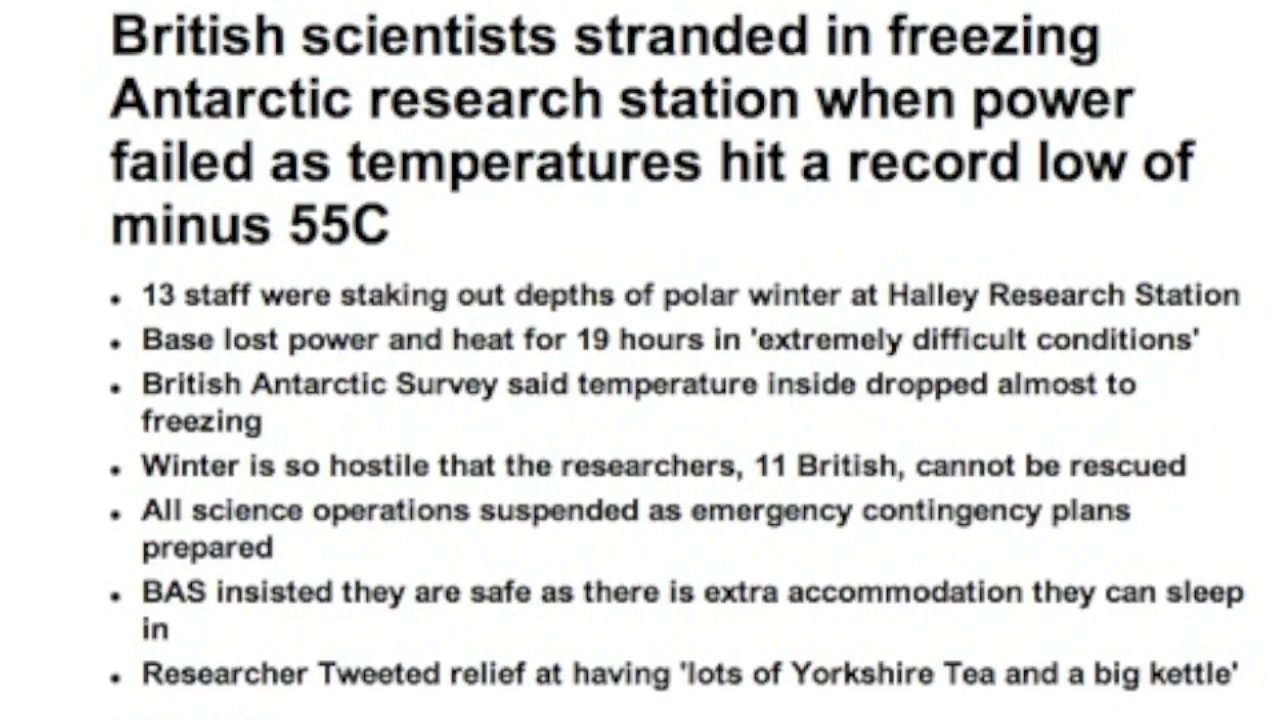 British scientists stranded in freezing
Antarctic research station when power
failed as temperatures hit a record low of
minus 55C
• 13 staff were staking out depths of polar winter at Halley Research Station
• Base lost power and heat for 19 hours in 'extremely difficult conditions'
• British Antarctic Survey said temperature inside dropped almost to
freezing
• Winter is so hostile that the researchers, 11 British, cannot be rescued
• All science operations suspended as emergency contingency plans
prepared
• BAS insisted they are safe as there is extra accommodation they can sleep
in
• Researcher Tweeted relief at having 'lots of Yorkshire Tea and a big kettle'